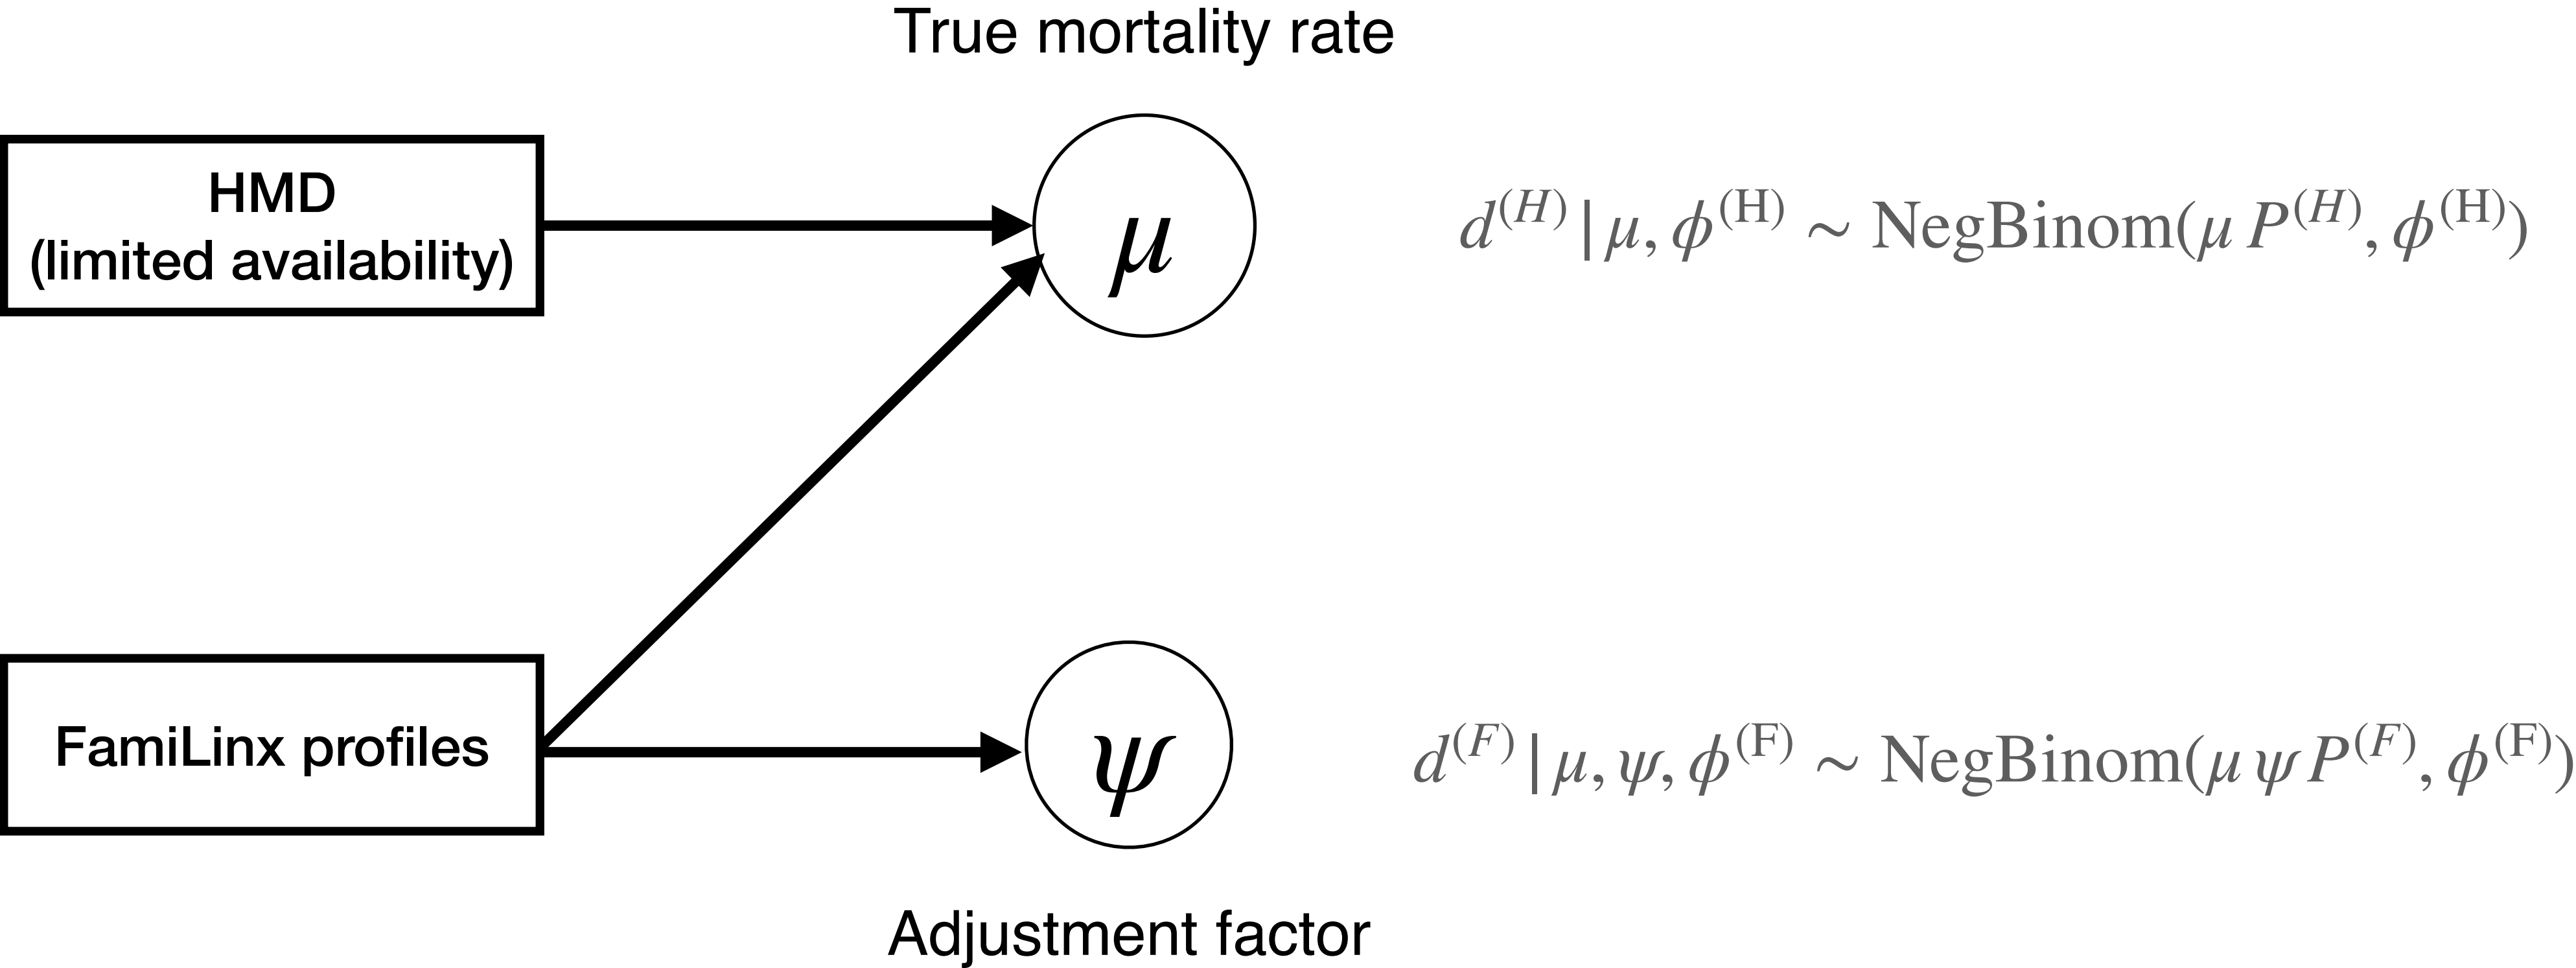 True mortality rate
HMD
(limited availability)
μ
d^(H) | μ, ϕ^(H) ∼ NegBinom(μ P^(H), ϕ^(H))
FamiLinx profiles
ψ
d^(F) | μ, ψ, ϕ^(F) ∼ NegBinom(μ ψ P^(F), ϕ^(F))
Adjustment factor